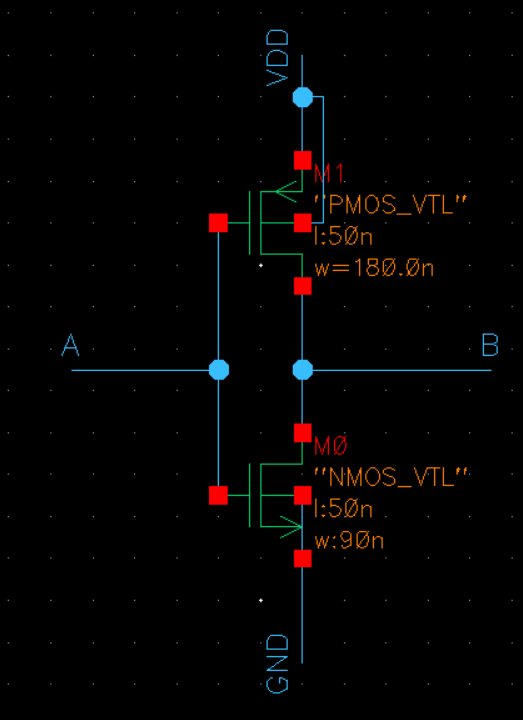 VDD
M1
"PMOS_VTL"
l:50n
w=180.0n
A
B
M0
"NMOS_VTL"
l:50n
w:90n
GND